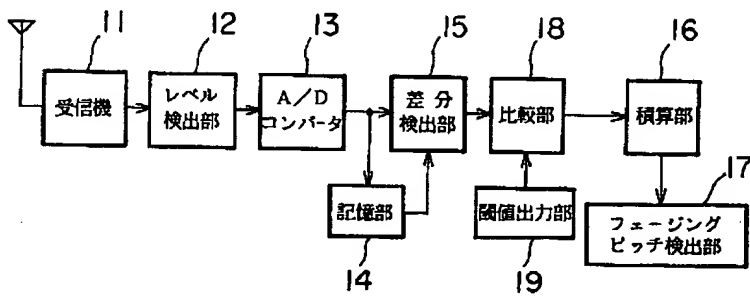 11
受信機
12
レベル
検出部
13
A/D
コンバータ
14
記憶部
15
差分
検出部
18
比較部
19
閾値出力部
16
積算部
17
フェージング
ピッチ検出部